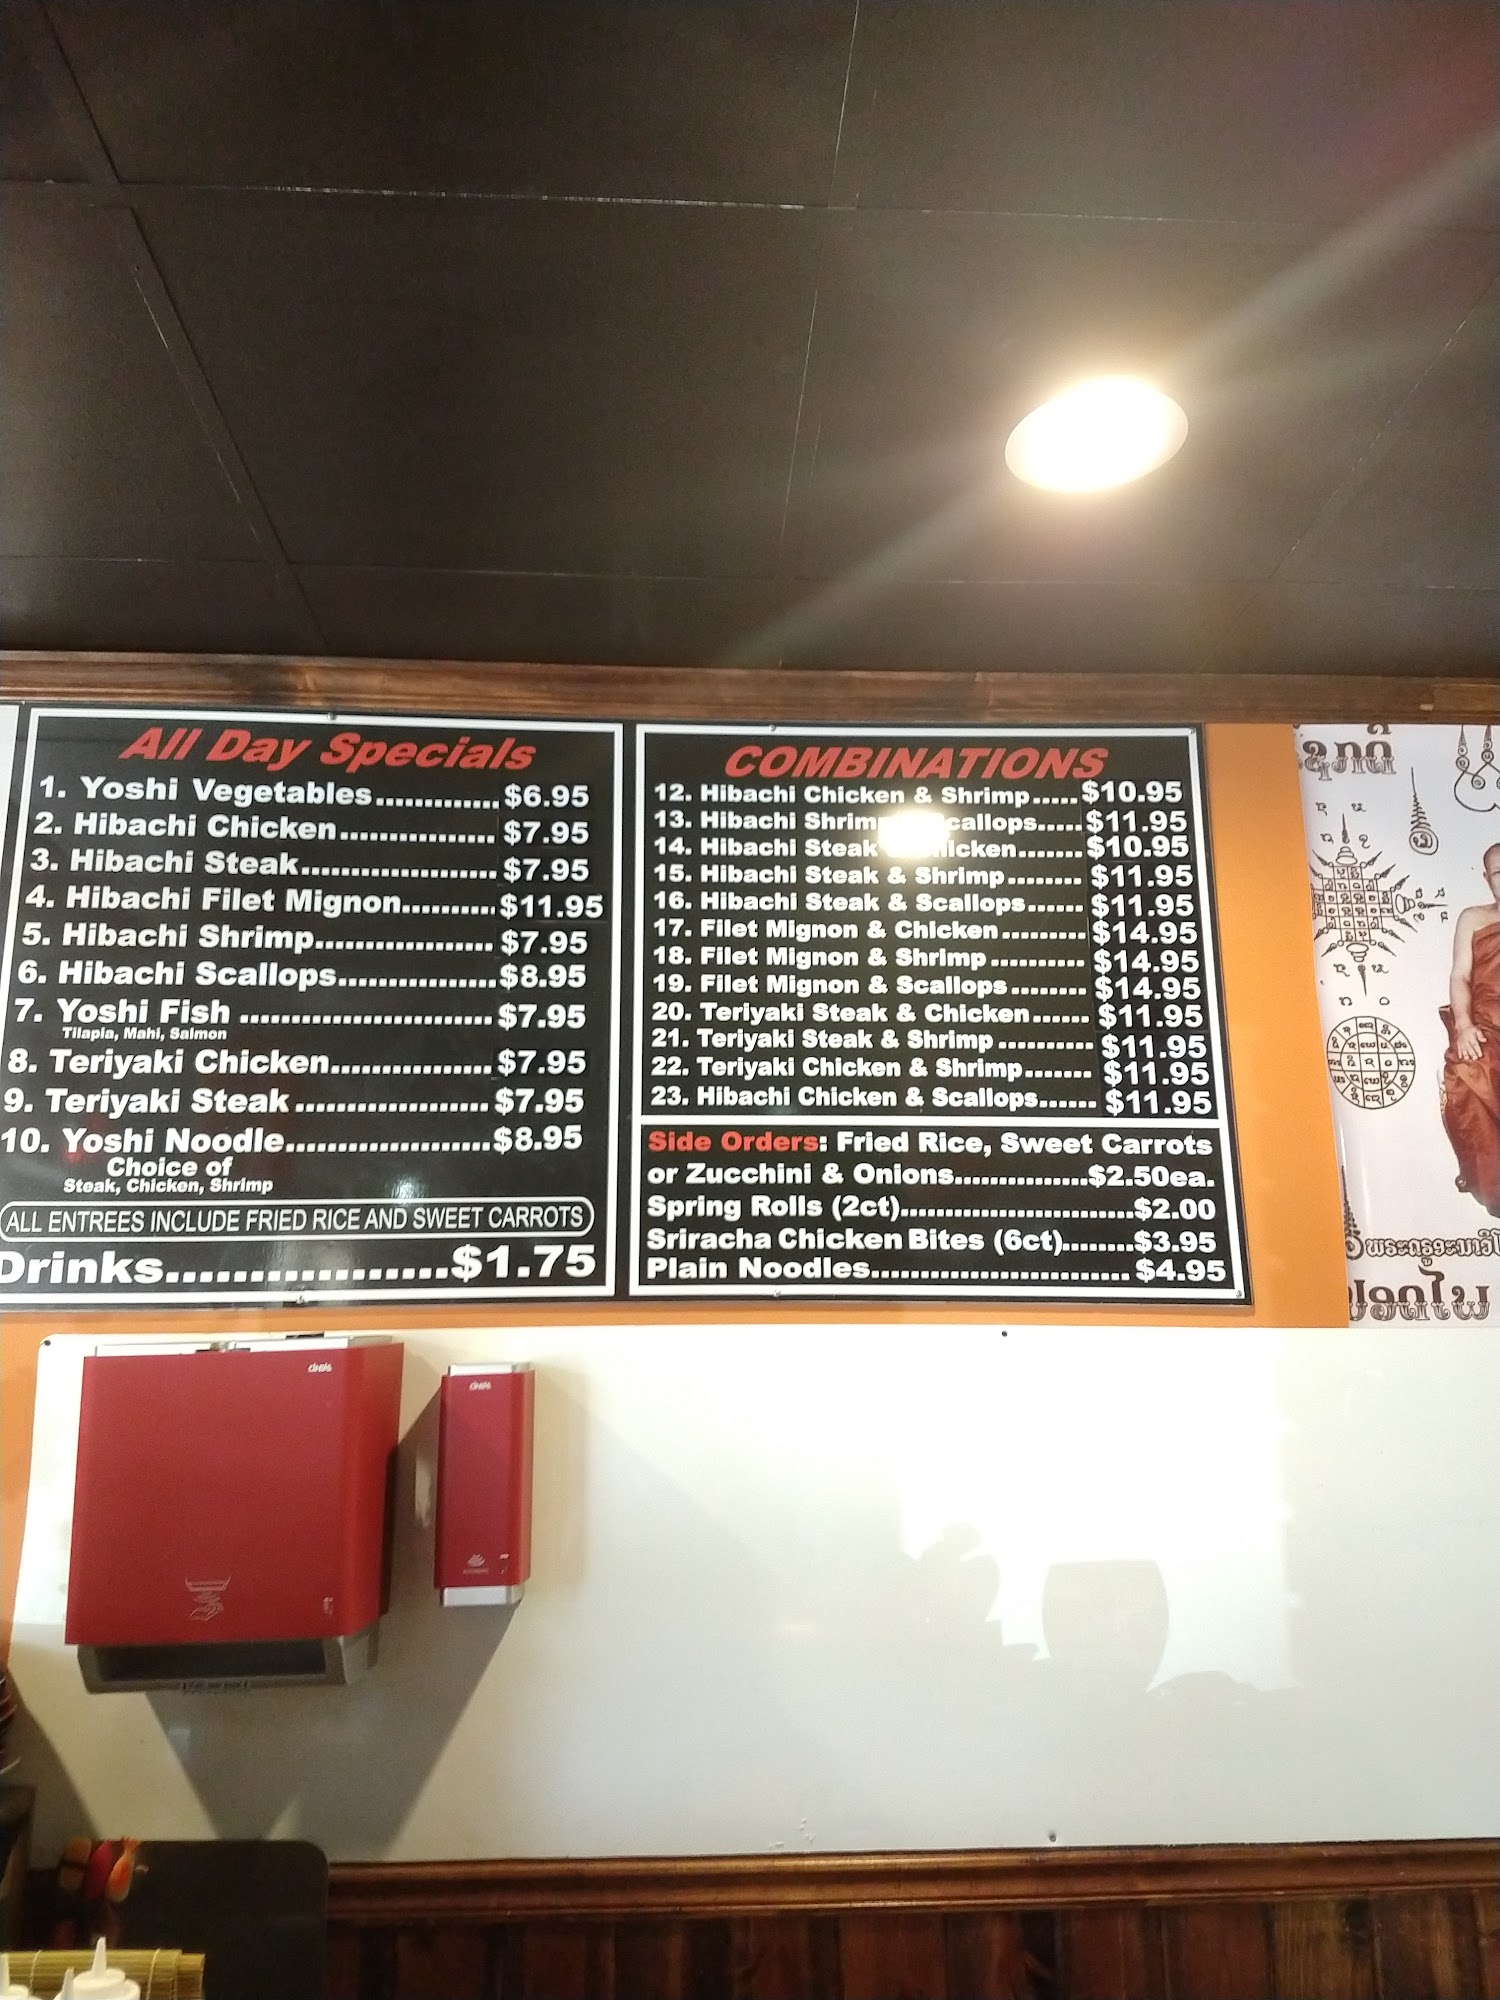 All Day Specials
1. Yoshi Vegetables.............. $6.95
2. Hibachi Chicken.................. $7.95
3. Hibachi Steak...................... $7.95
4. Hibachi Filet Mignon.......... $11.95
5. Hibachi Shrimp.................... $7.95
6. Hibachi Scallops................. $8.95
7. Yoshi Fish ........................... $7.95
Tilapia, Mahi, Salmon
8. Teriyaki Chicken................. $7.95
9. Teriyaki Steak .................... $7.95
10. Yoshi Noodle..................... $8.95
Choice of
Steak, Chicken, Shrimp
ALL ENTREES INCLUDE FRIED RICE AND SWEET CARROTS
Drinks.................. $1.75
COMBINATIONS
12. Hibachi Chicken & Shrimp..... $10.95
13. Hibachi Shrimp Scallops..... $11.95
14. Hibachi Steak Chicken....... $10.95
15. Hibachi Steak & Shrimp........ $11.95
16. Hibachi Steak & Scallops...... $11.95
17. Filet Mignon & Chicken......... $14.95
18. Filet Mignon & Shrimp .......... $14.95
19. Filet Mignon & Scallops ........ $14.95
20. Teriyaki Steak & Chicken...... $11.95
21. Teriyaki Steak & Shrimp .......... $11.95
22. Teriyaki Chicken & Shrimp....... $11.95
23. Hibachi Chicken & Scallops...... $11.95
Side Orders: Fried Rice, Sweet Carrots
or Zucchini & Onions................$2.50ea.
Spring Rolls (2ct)............................$2.00
Sriracha Chicken Bites (6ct)........$3.95
Plain Noodles............................ $4.95